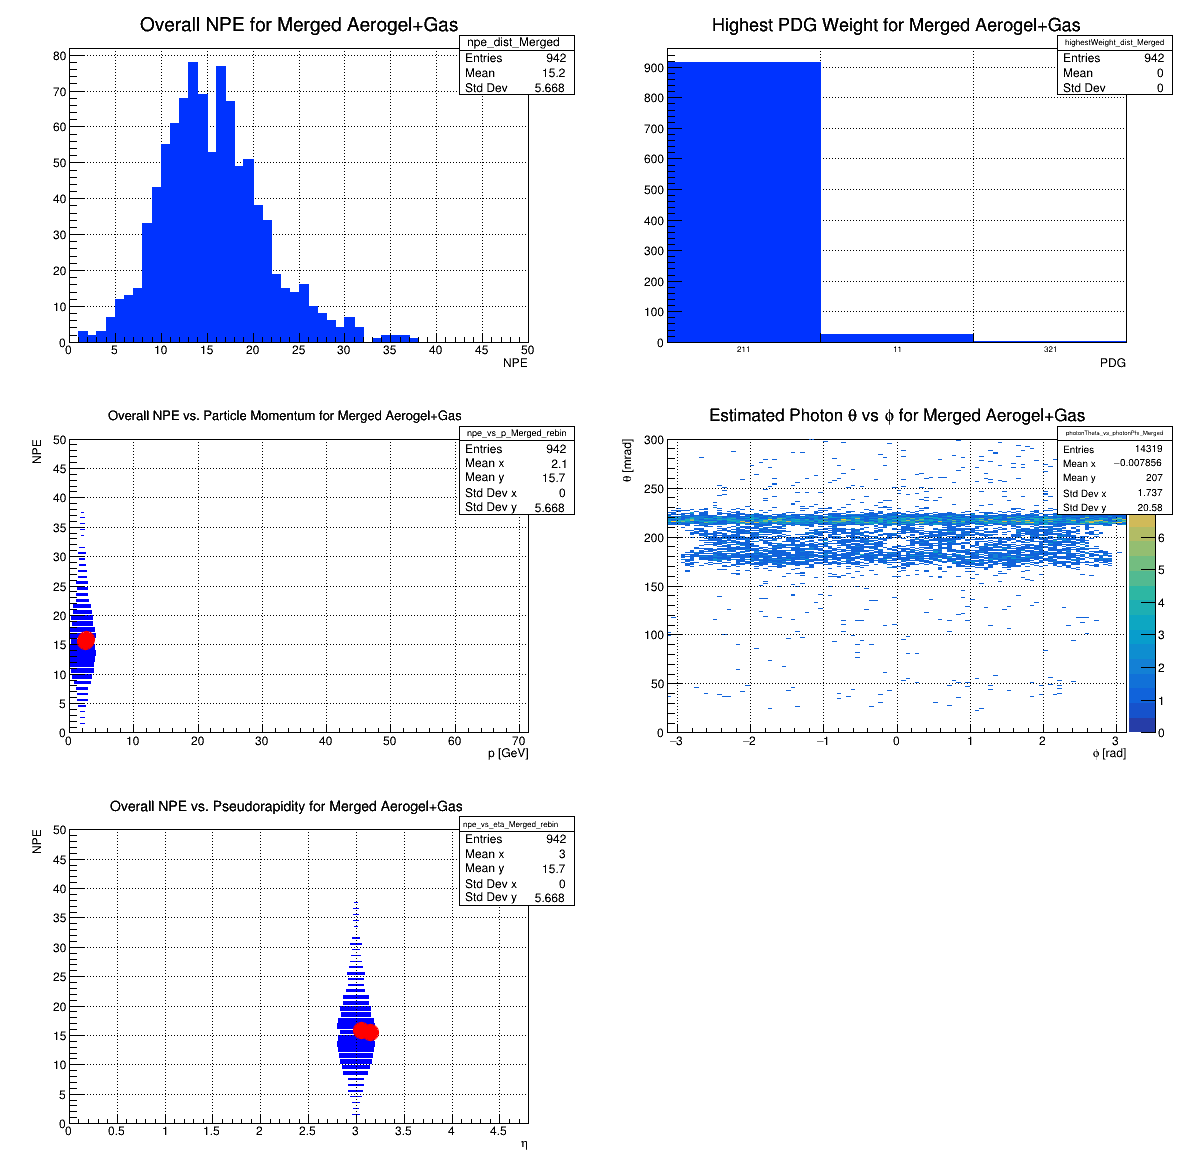 Overall NPE for Merged Aerogel+Gas
npe_dist_Merged
Entries 942
Mean 15.2
Std Dev 5.668
80
70
60
50
40
30
20
10
0
0 5 10 15 20 25 30 35 40 45 50
NPE
Highest PDG Weight for Merged Aerogel+Gas
highestWeight_dist_Merged
Entries 942
Mean 0
Std Dev 0
900
800
700
600
500
400
300
200
100
0
211 11 321
PDG
Overall NPE vs. Particle Momentum for Merged Aerogel+Gas
npe_vs_p_Merged_rebin
Entries 942
Mean x 2.1
Mean y 15.7
Std Dev x 0
Std Dev y 5.668
NPE
50
45
40
35
30
25
20
15
10
5
0
0 10 20 30 40 50 60 70
p [GeV]
Estimated Photon θ vs ϕ for Merged Aerogel+Gas
Entries 14319
Mean x −0.007856
Mean y 207
Std Dev x 1.737
Std Dev y 20.58
θ [mrad]
300
250
200
150
100
50
0
−3 −2 −1 0 1 2 3
ϕ [rad]
6
5
4
3
2
1
0
Overall NPE vs. Pseudorapidity for Merged Aerogel+Gas
npe_vs_eta_Merged_rebin
Entries 942
Mean x 3
Mean y 15.7
Std Dev x 0
Std Dev y 5.668
NPE
50
45
40
35
30
25
20
15
10
5
0
0 0.5 1 1.5 2 2.5 3 3.5 4 4.5
η